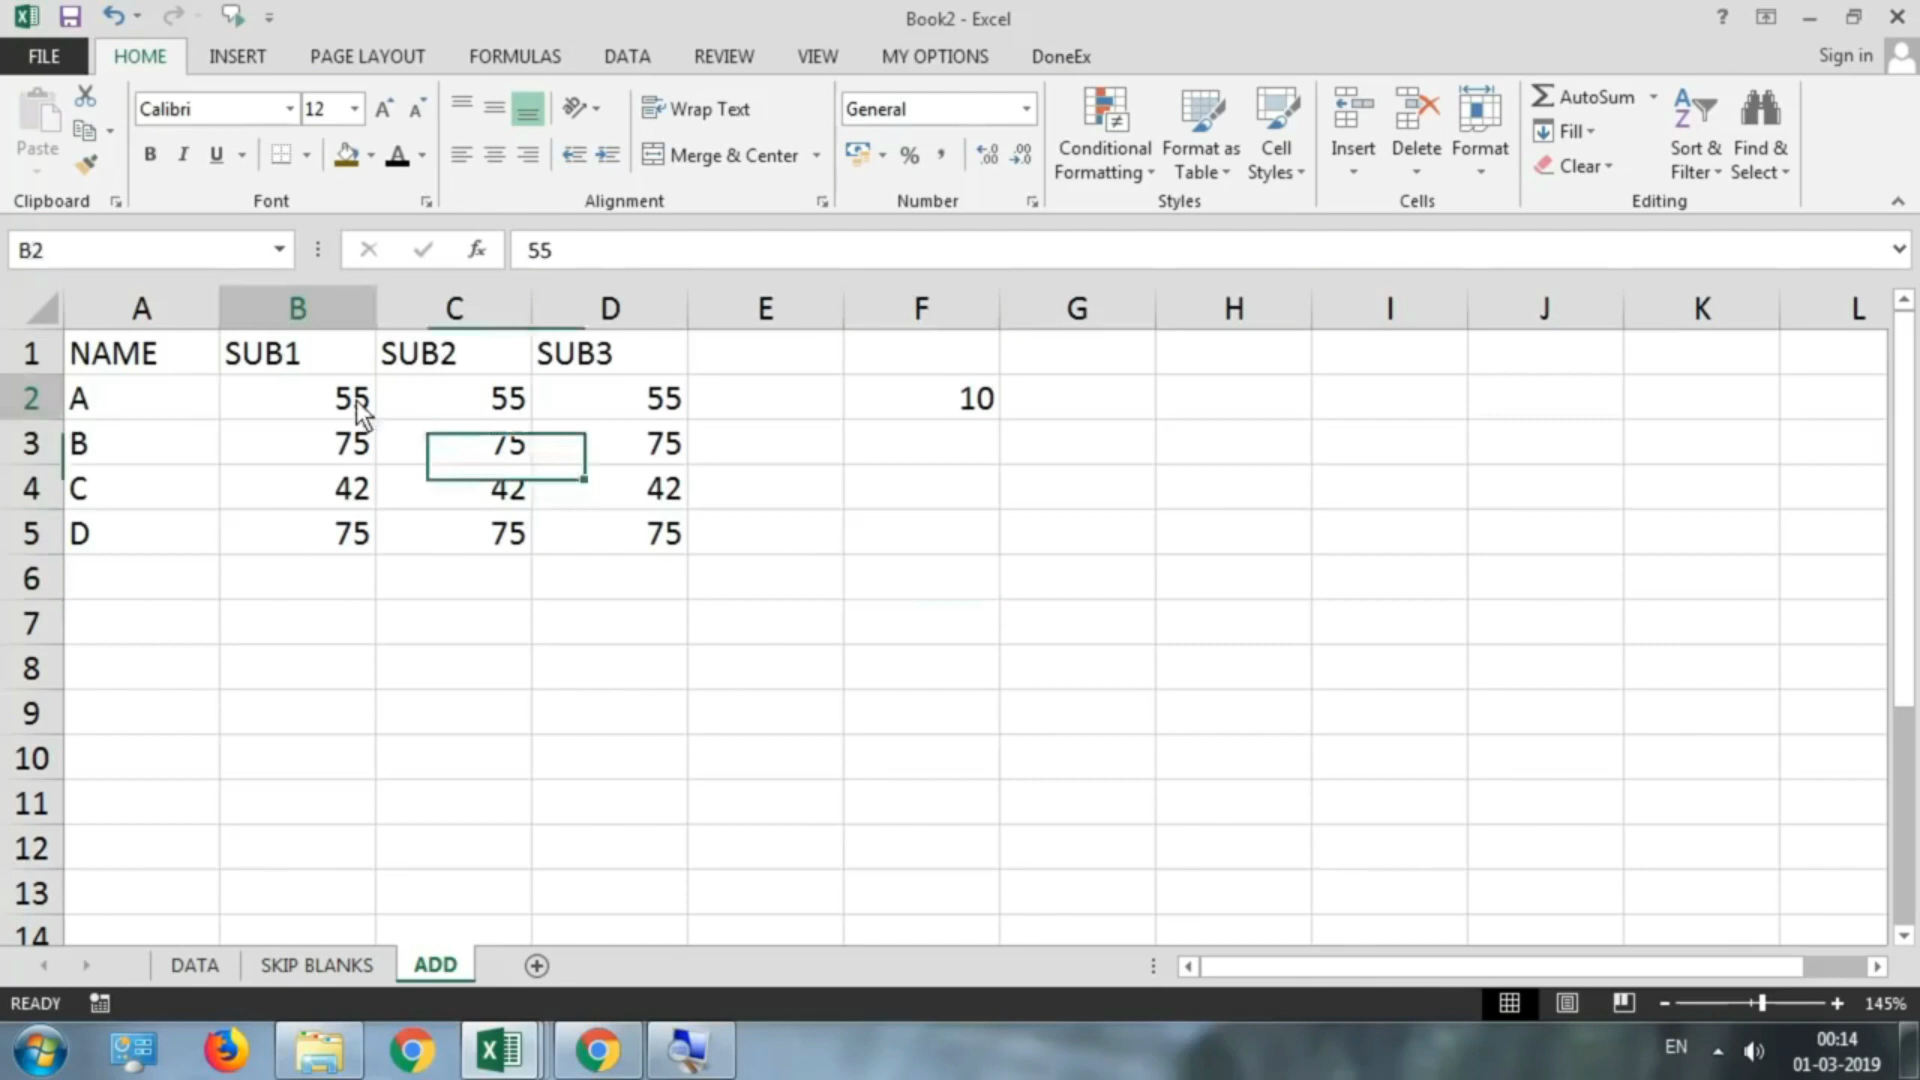 Book2 - Excel
?
FILE HOME INSERT PAGE LAYOUT FORMULAS DATA REVIEW VIEW MY OPTIONS DoneEx Sign in
Paste
Calibri 12
B I U A
Wrap Text
Merge & Center
General
%
Conditional Formatting
Format as Table
Cell Styles
Insert
Delete
Format
AutoSum
Fill
Clear
Sort & Filter
Find & Select
Clipboard Font Alignment Number Styles Cells Editing
B2 fx 55
A B C D E F G H I J K L
1 NAME SUB1 SUB2 SUB3
2 A 55 55 55 10
3 B 75 75 75
4 C 42 42 42
5 D 75 75 75
6
7
8
9
10
11
12
13
14
DATA SKIP BLANKS ADD
READY 145%
EN 00:14
01-03-2019